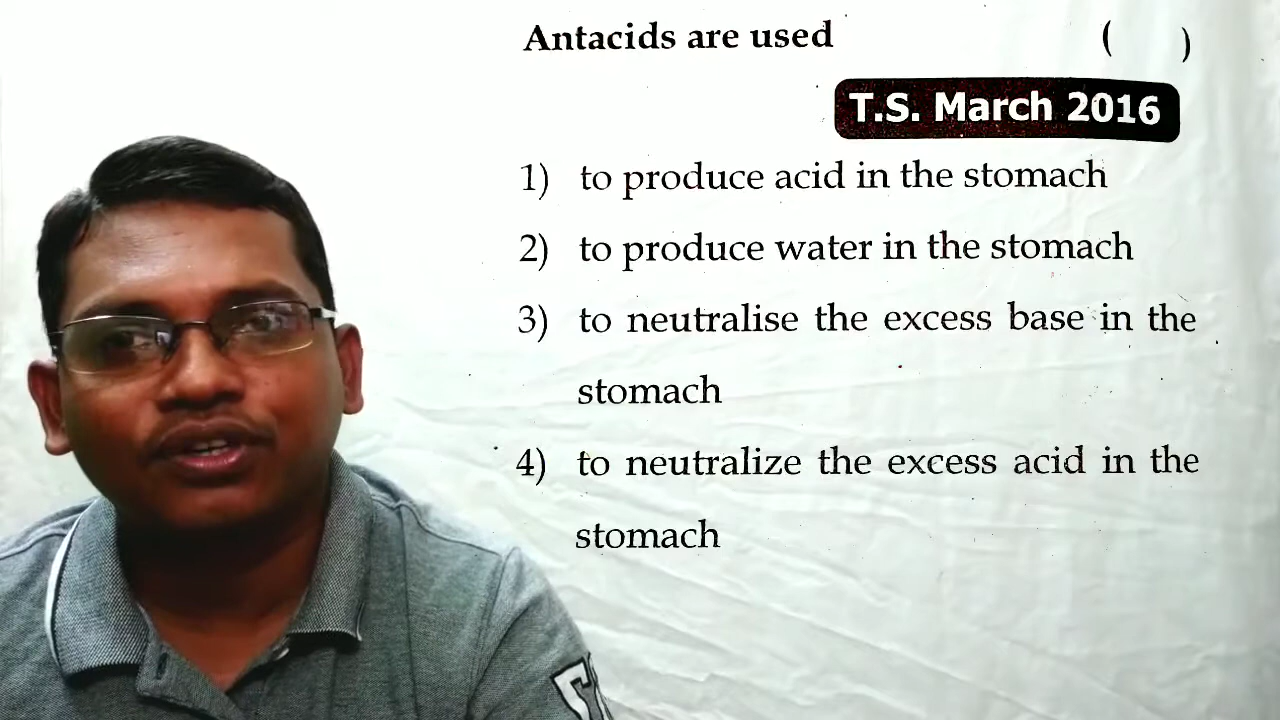 Antacids are used ( )
T.S. March 2016
1) to produce acid in the stomach
2) to produce water in the stomach
3) to neutralise the excess base in the
stomach
4) to neutralize the excess acid in the
stomach